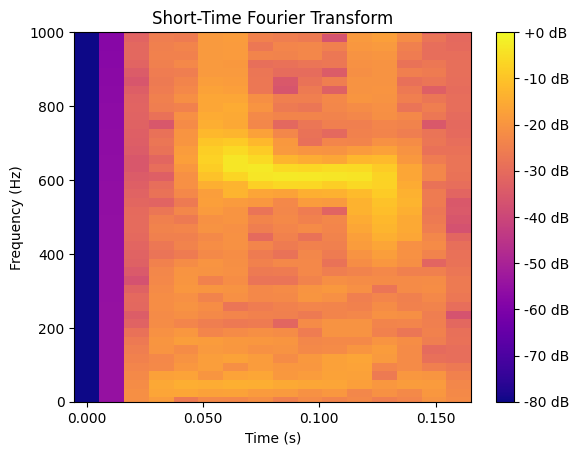 Short-Time Fourier Transform
1000
800
600
400
200
0
Frequency (Hz)
0.000
0.050
0.100
0.150
Time (s)
+0 dB
-10 dB
-20 dB
-30 dB
-40 dB
-50 dB
-60 dB
-70 dB
-80 dB